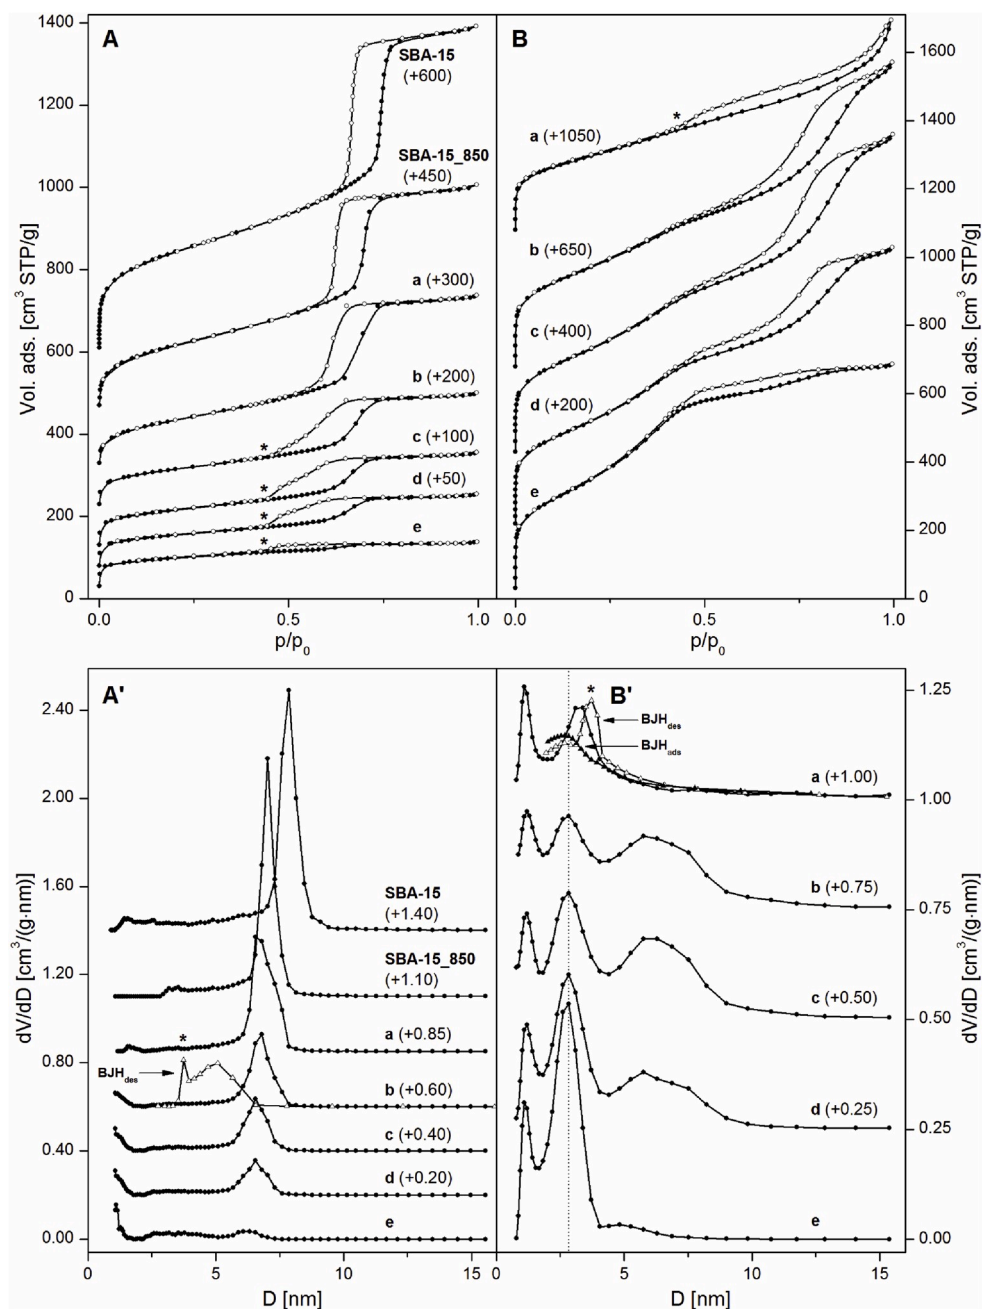 A
SBA-15
(+600)
SBA-15_850
(+450)
a (+300)
b (+200)
*
c (+100)
*
d (+50)
*
e
*
1400
1200
1000
800
600
400
200
0
Vol. ads. [cm³ STP/g]
0.0
0.5
1.0
p/p₀
B
*
a (+1050)
b (+650)
c (+400)
d (+200)
e
1600
1400
1200
1000
800
600
400
200
0
Vol. ads. [cm³ STP/g]
0.0
0.5
1.0
p/p₀
A'
SBA-15
(+1.40)
SBA-15_850
(+1.10)
a (+0.85)
*
BJH_des
b (+0.60)
c (+0.40)
d (+0.20)
e
2.40
2.00
1.60
1.20
0.80
0.40
0.00
dV/dD [cm³/(g·nm)]
0
5
10
15
D [nm]
B'
*
BJH_des
BJH_ads
a (+1.00)
b (+0.75)
c (+0.50)
d (+0.25)
e
1.25
1.00
0.75
0.50
0.25
0.00
dV/dD [cm³/(g·nm)]
0
5
10
15
D [nm]